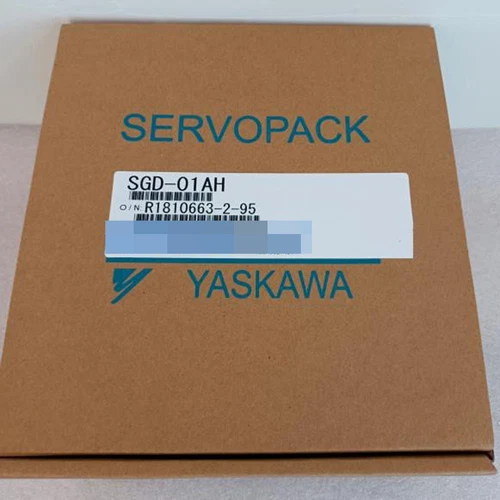 SERVOPACK
SGD-01AH
O/N R1810663-2-95
YASKAWA